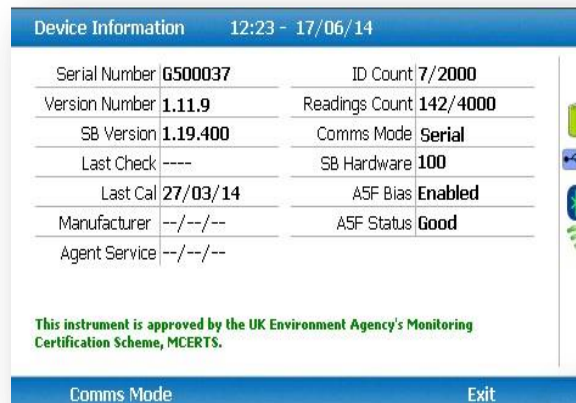 Device Information 12:23 - 17/06/14
Serial Number G500037
Version Number 1.11.9
SB Version 1.19.400
Last Check ----
Last Cal 27/03/14
Manufacturer --/--/--
Agent Service --/--/--
ID Count 7/2000
Readings Count 142/4000
Comms Mode Serial
SB Hardware 100
A5F Bias Enabled
A5F Status Good
This instrument is approved by the UK Environment Agency's Monitoring
Certification Scheme, MCERTS.
Comms Mode Exit